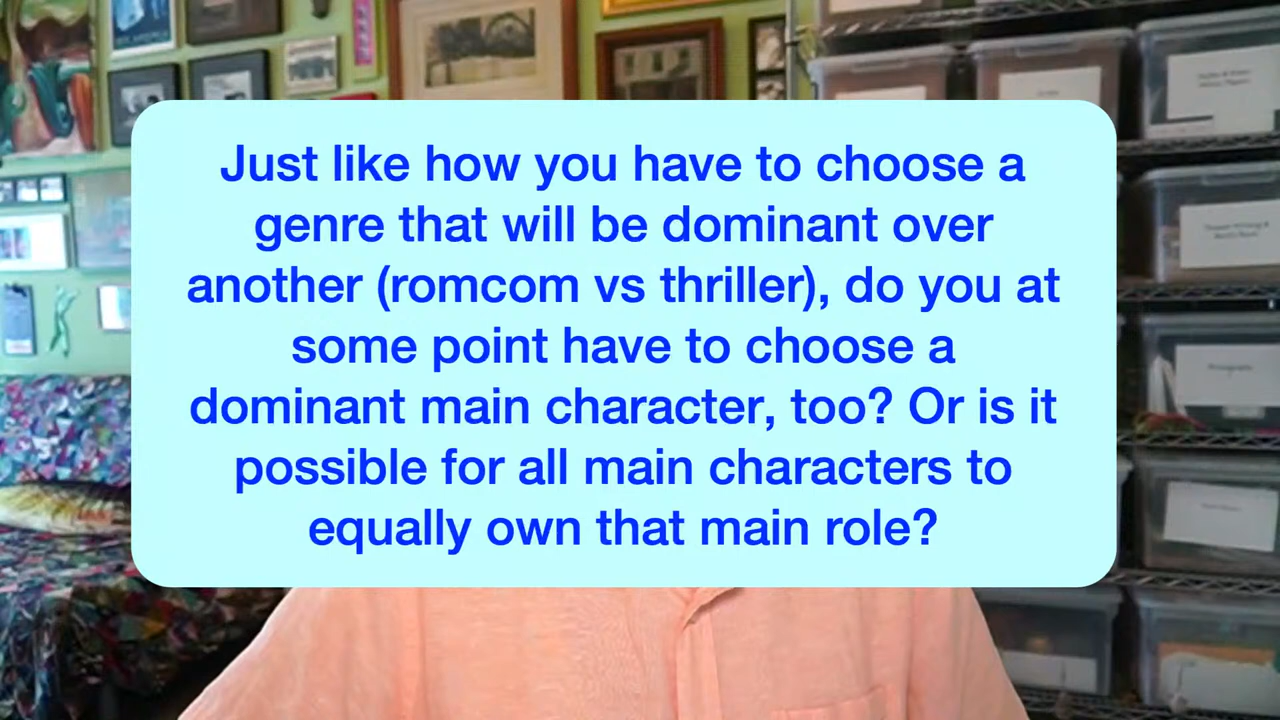 Just like how you have to choose a
genre that will be dominant over
another (romcom vs thriller), do you at
some point have to choose a
dominant main character, too? Or is it
possible for all main characters to
equally own that main role?